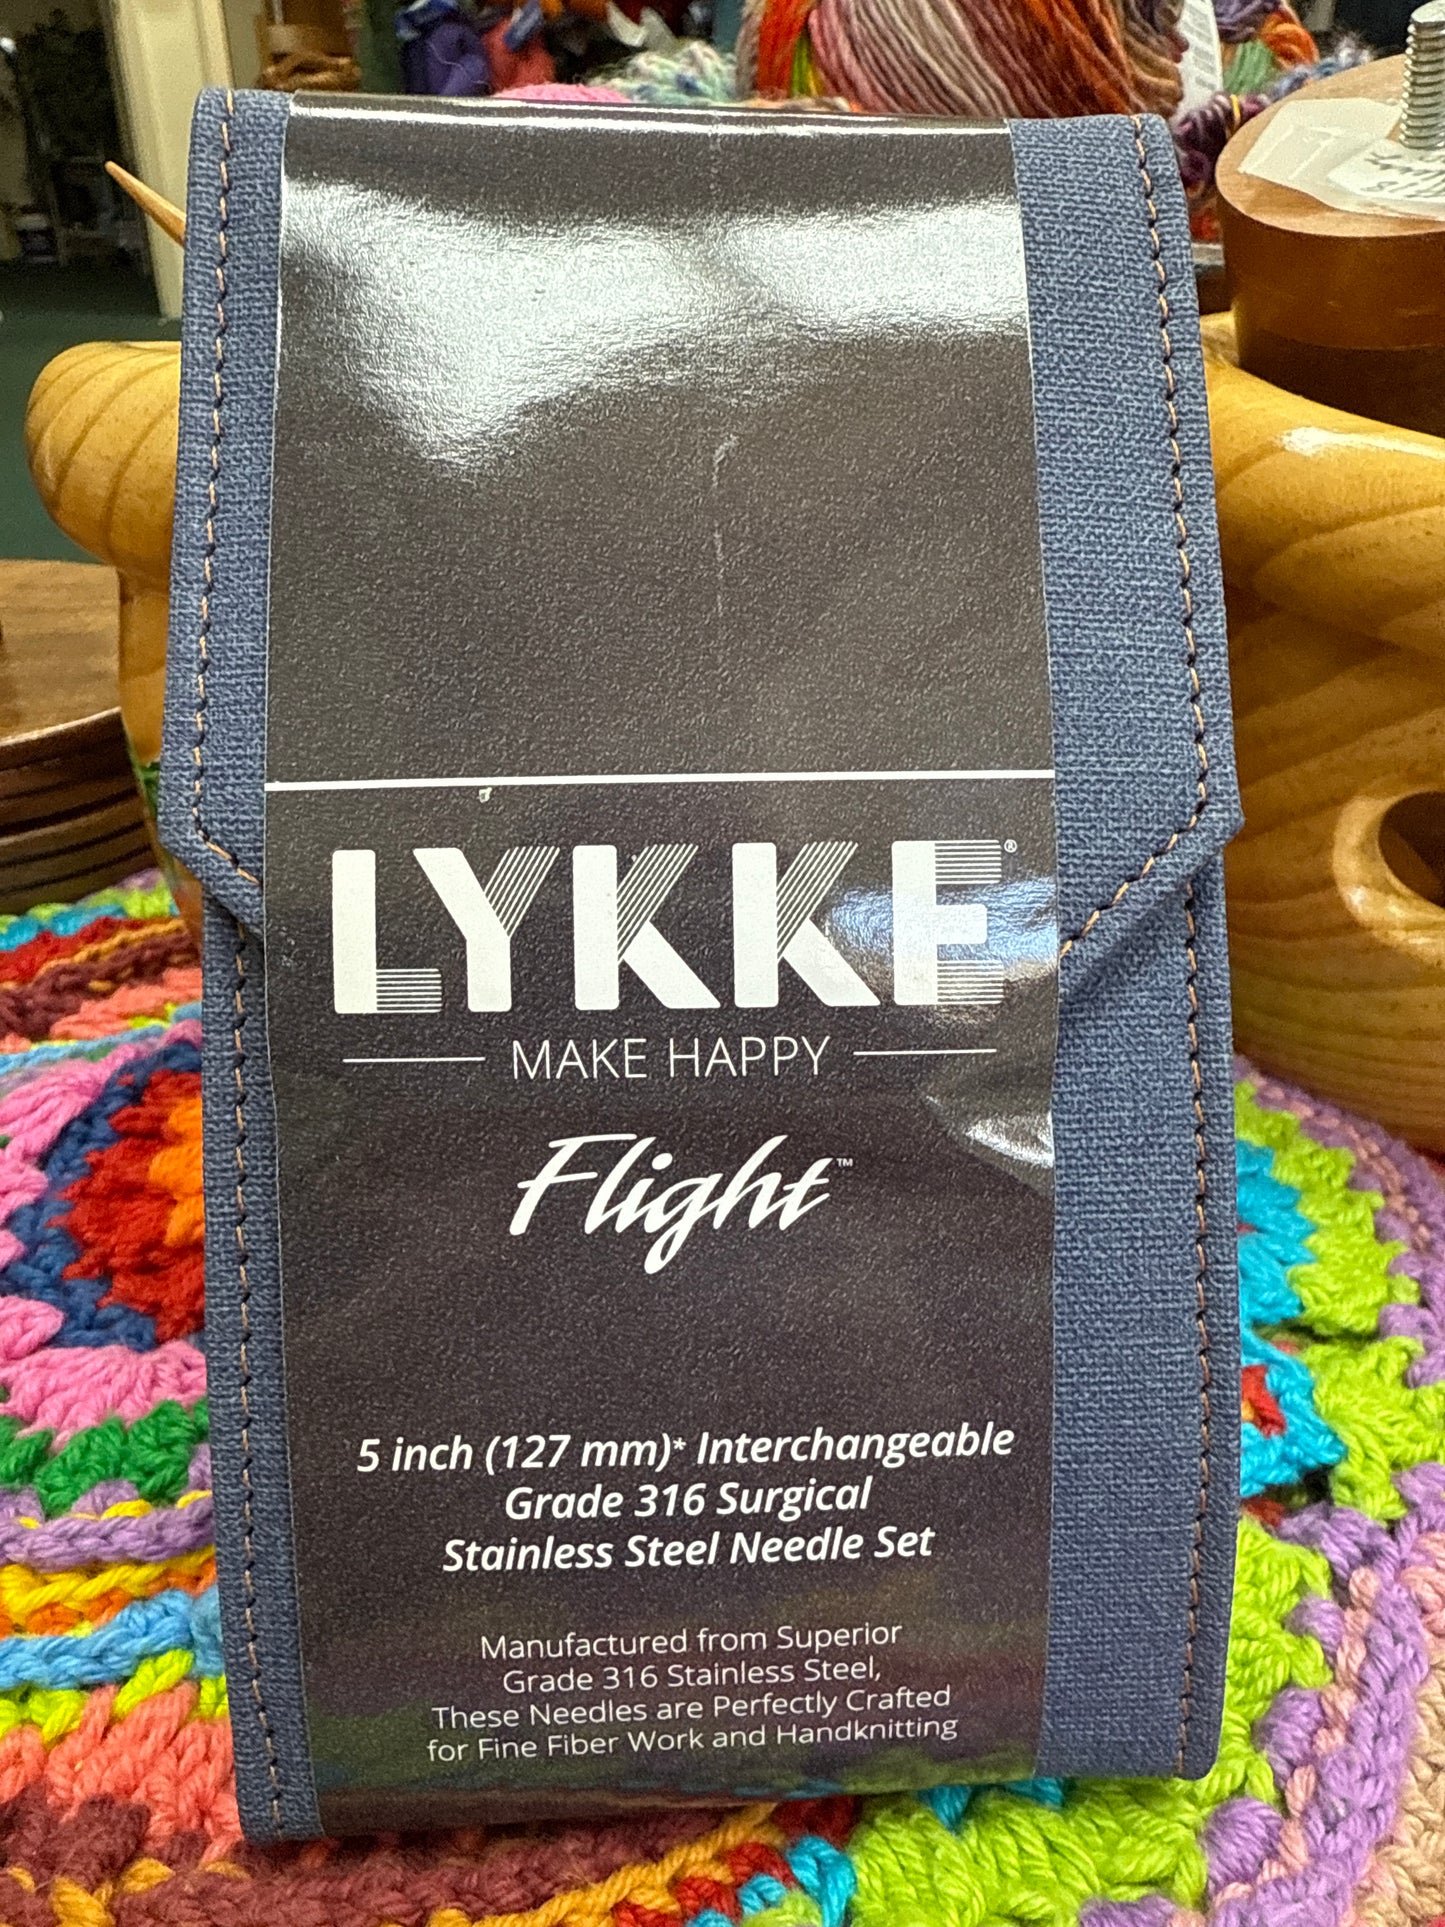 LYKKE®
MAKE HAPPY
Flight™
5 inch (127 mm)* Interchangeable
Grade 316 Surgical
Stainless Steel Needle Set
Manufactured from Superior
Grade 316 Stainless Steel,
These Needles are Perfectly Crafted
for Fine Fiber Work and Handknitting